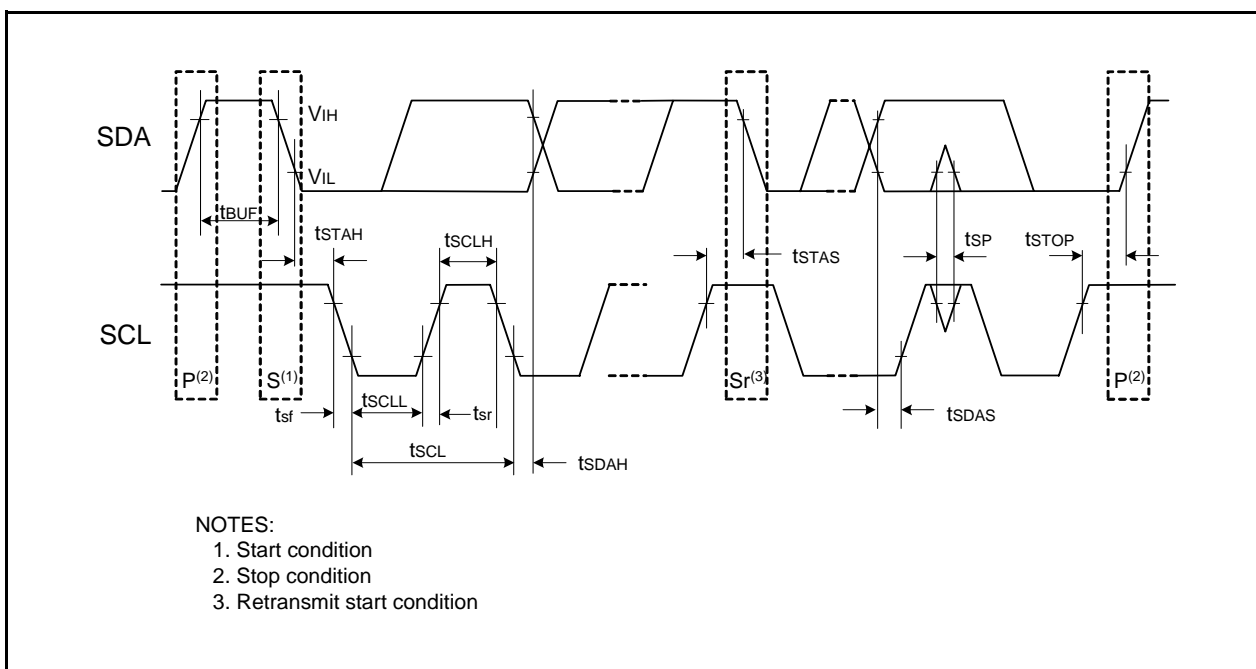 SDA
VIH
VIL
tBUF
tSTAH
tSCLH
tSTAS
tSP
tSTOP
SCL
P(2)
S(1)
Sr(3)
P(2)
tsf
tSCLL
tsr
tSDAS
tSCL
tSDAH
NOTES:
1. Start condition
2. Stop condition
3. Retransmit start condition